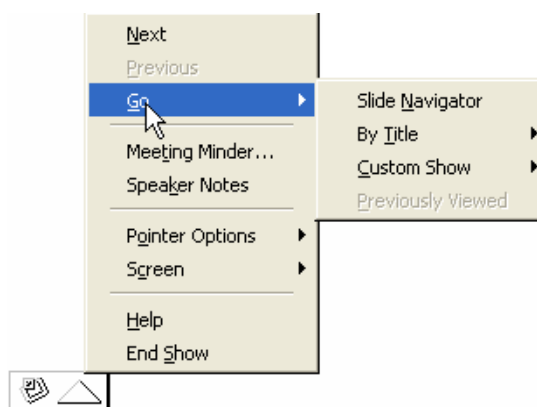 Next
Previous
Go
Meeting Minder...
Speaker Notes
Pointer Options
Screen
Help
End Show
Slide Navigator
By Title
Custom Show
Previously Viewed